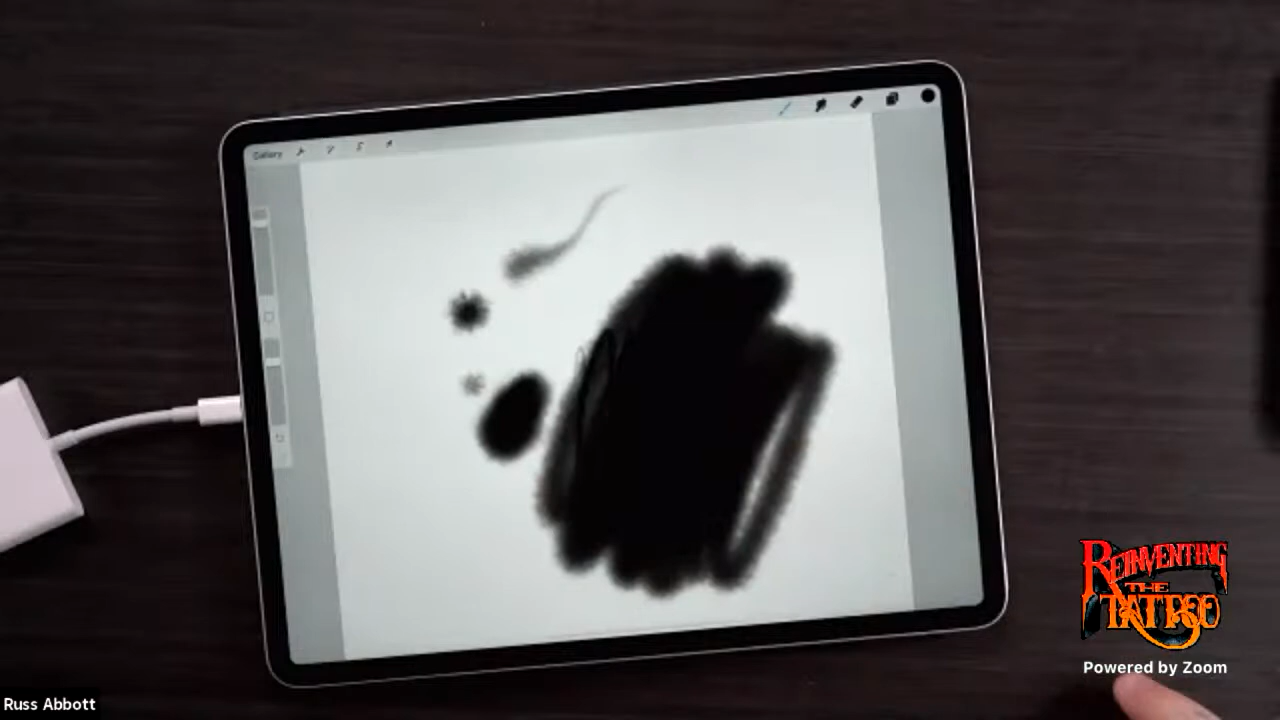 Gallery
REINVENTING
THE
TATTOO
Powered by Zoom
Russ Abbott